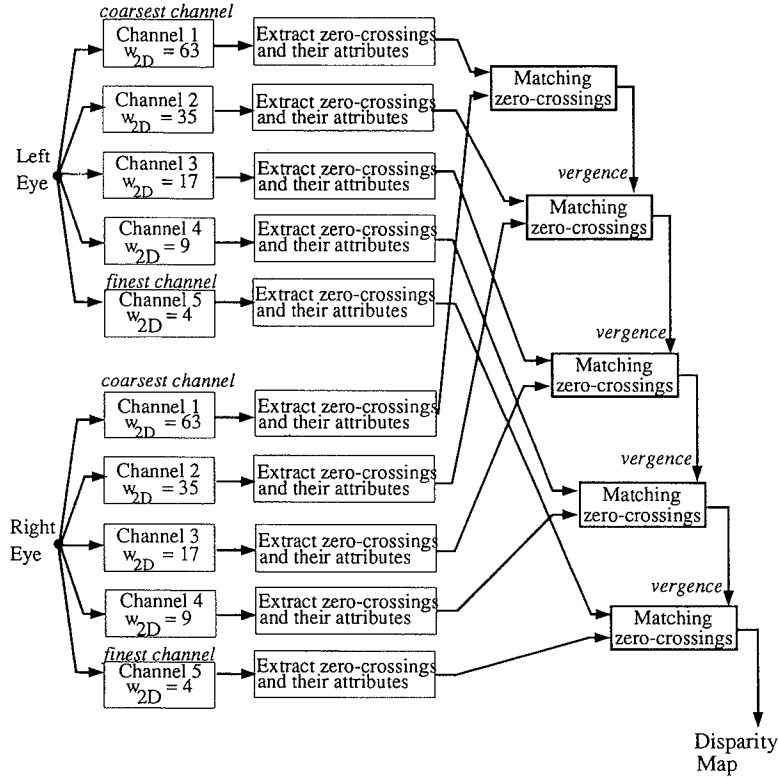 coarsest channel
Channel 1
w2D = 63
Extract zero-crossings
and their attributes
Channel 2
w2D = 35
Extract zero-crossings
and their attributes
Left
Eye
Channel 3
w2D = 17
Extract zero-crossings
and their attributes
Channel 4
w2D = 9
Extract zero-crossings
and their attributes
finest channel
Channel 5
w2D = 4
Extract zero-crossings
and their attributes
coarsest channel
Channel 1
w2D = 63
Extract zero-crossings
and their attributes
Channel 2
w2D = 35
Extract zero-crossings
and their attributes
Right
Eye
Channel 3
w2D = 17
Extract zero-crossings
and their attributes
Channel 4
w2D = 9
Extract zero-crossings
and their attributes
finest channel
Channel 5
w2D = 4
Extract zero-crossings
and their attributes
Matching
zero-crossings
vergence
Matching
zero-crossings
vergence
Matching
zero-crossings
vergence
Matching
zero-crossings
vergence
Matching
zero-crossings
Disparity
Map